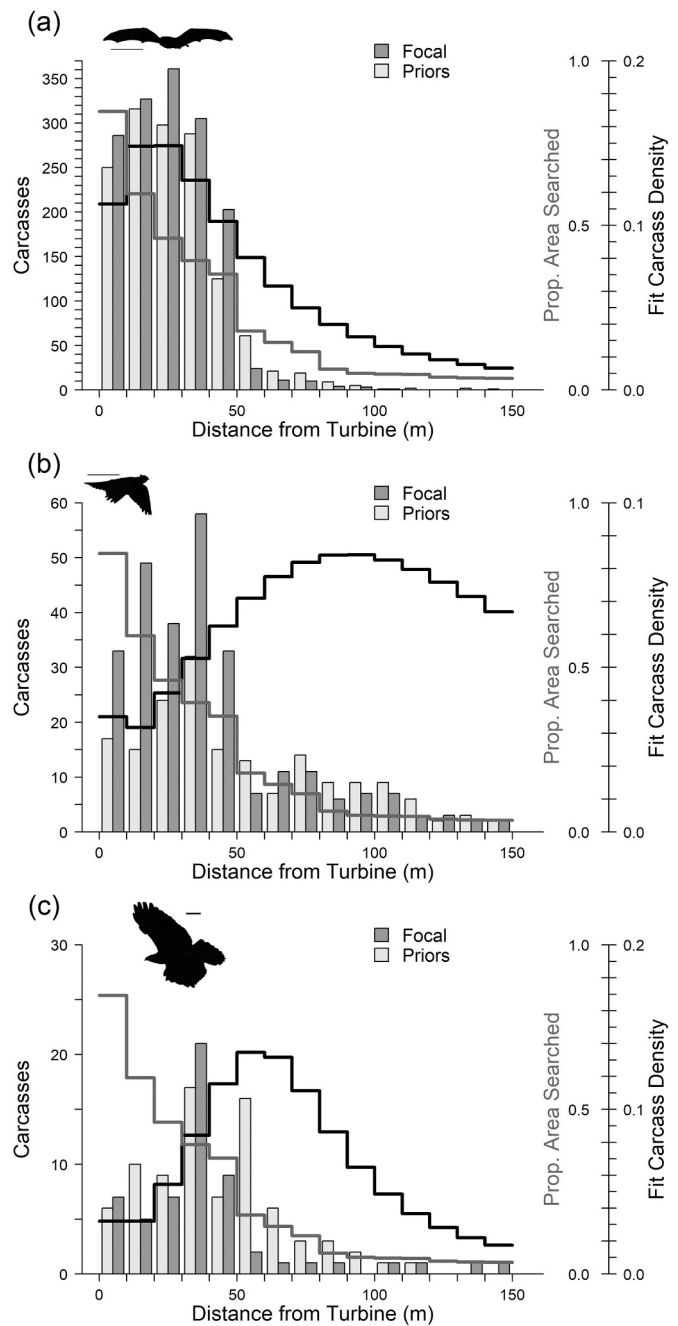 (a)
Focal
Priors
350
300
250
200
150
100
50
0
Carcasses
0
50
100
150
Distance from Turbine (m)
1.0
0.5
0.0
Prop. Area Searched
0.2
0.1
0.0
Fit Carcass Density
(b)
Focal
Priors
60
50
40
30
20
10
0
Carcasses
0
50
100
150
Distance from Turbine (m)
1.0
0.5
0.0
Prop. Area Searched
0.1
0.0
Fit Carcass Density
(c)
Focal
Priors
30
20
10
0
Carcasses
0
50
100
150
Distance from Turbine (m)
1.0
0.5
0.0
Prop. Area Searched
0.2
0.1
0.0
Fit Carcass Density